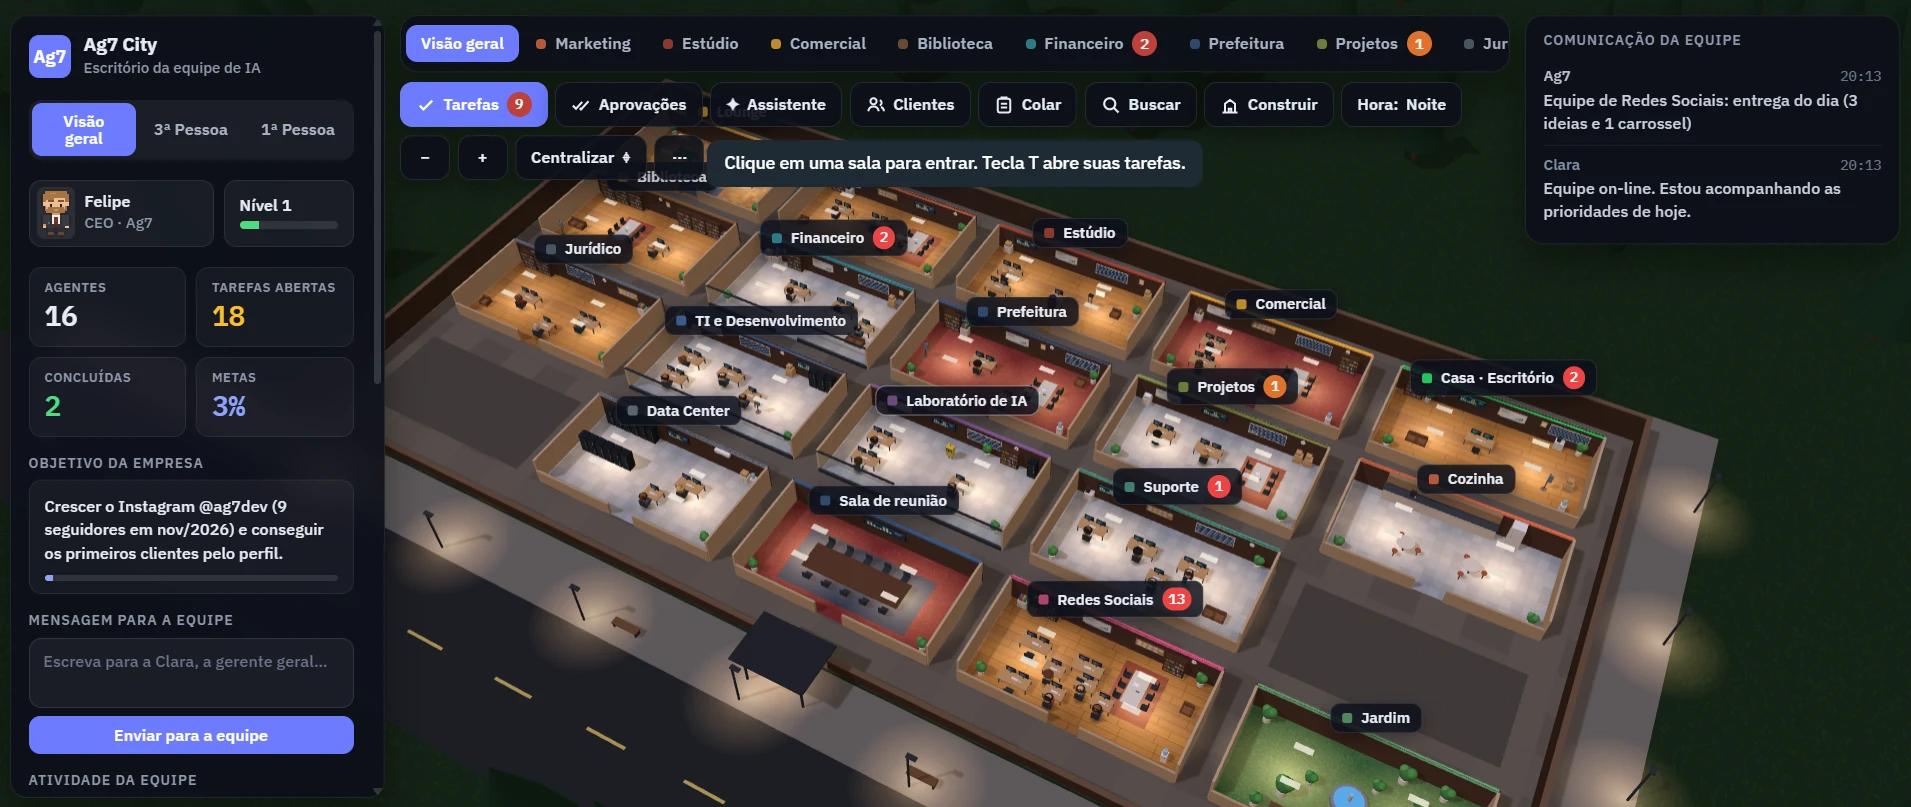 Ag7
Ag7 City
Escritório da equipe de IA
Visão geral
3ª Pessoa
1ª Pessoa
Felipe
CEO · Ag7
Nível 1
AGENTES
16
TAREFAS ABERTAS
18
CONCLUÍDAS
2
METAS
3%
OBJETIVO DA EMPRESA
Crescer o Instagram @ag7dev (9
seguidores em nov/2026) e conseguir
os primeiros clientes pelo perfil.
MENSAGEM PARA A EQUIPE
Escreva para a Clara, a gerente geral...
Enviar para a equipe
ATIVIDADE DA EQUIPE
Visão geral
Marketing
Estúdio
Comercial
Biblioteca
Financeiro 2
Prefeitura
Projetos 1
Jur
Tarefas 9
Aprovações
Assistente
Clientes
Colar
Buscar
Construir
Hora: Noite
−
+
Centralizar
···
Clique em uma sala para entrar. Tecla T abre suas tarefas.
Lounge
Biblioteca
Jurídico
Financeiro 2
Estúdio
TI e Desenvolvimento
Prefeitura
Comercial
Data Center
Laboratório de IA
Projetos 1
Casa · Escritório 2
Sala de reunião
Suporte 1
Cozinha
Redes Sociais 13
Jardim
COMUNICAÇÃO DA EQUIPE
Ag7 20:13
Equipe de Redes Sociais: entrega do dia (3
ideias e 1 carrossel)
Clara 20:13
Equipe on-line. Estou acompanhando as
prioridades de hoje.